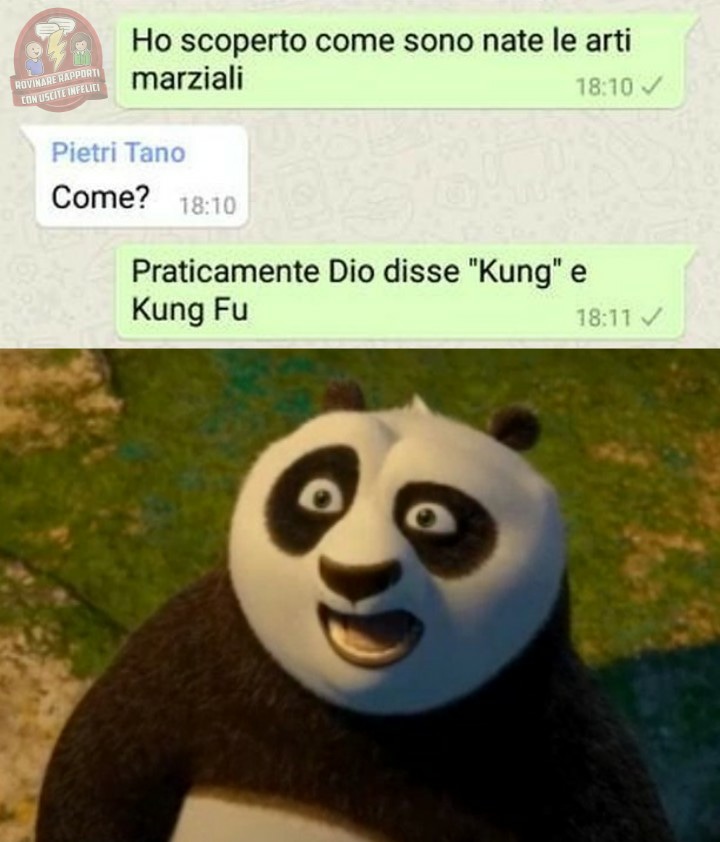 ROVINARE RAPPORTI
CON USCITE INFELICI
Ho scoperto come sono nate le arti
marziali
18:10
Pietri Tano
Come?
18:10
Praticamente Dio disse "Kung" e
Kung Fu
18:11